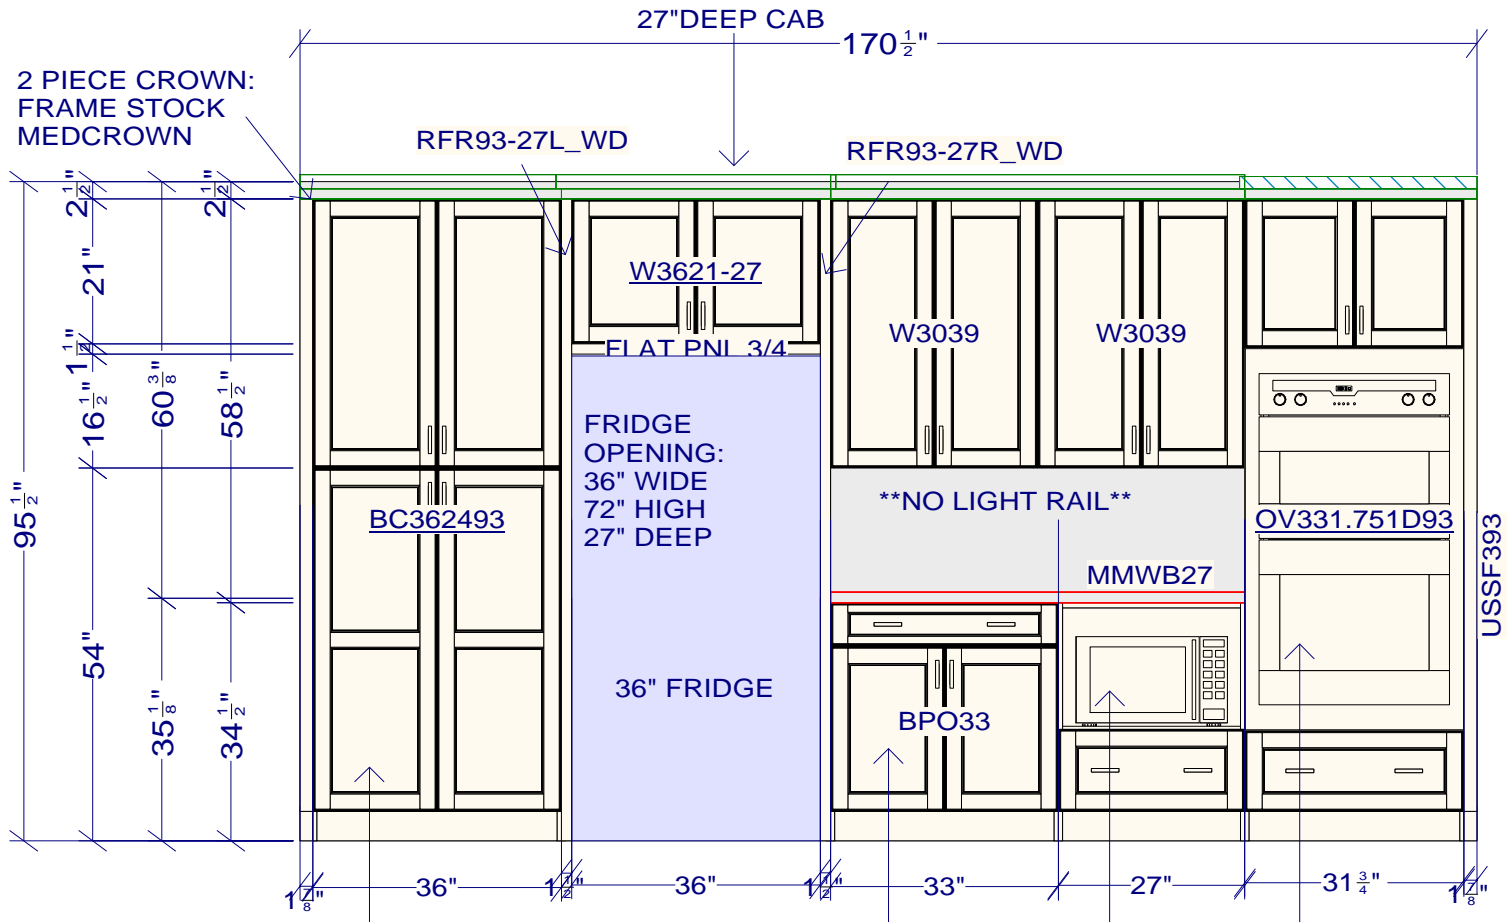 27"DEEP CAB
170 1/2"
2 PIECE CROWN:
FRAME STOCK
MEDCROWN
RFR93-27L_WD
RFR93-27R_WD
2 1/2"
2 1/2"
21"
W3621-27
W3039
W3039
FLAT PNL 3/4
1 1/2"
16 1/2"
60 3/8"
58 1/2"
FRIDGE
OPENING:
36" WIDE
72" HIGH
27" DEEP
**NO LIGHT RAIL**
95 1/2"
BC362493
OV331.751D93
USSF393
MMWB27
54"
35 1/8"
34 1/2"
36" FRIDGE
BPO33
1 7/8"
36"
1 1/2"
36"
1 1/2"
33"
27"
31 3/4"
1 7/8"